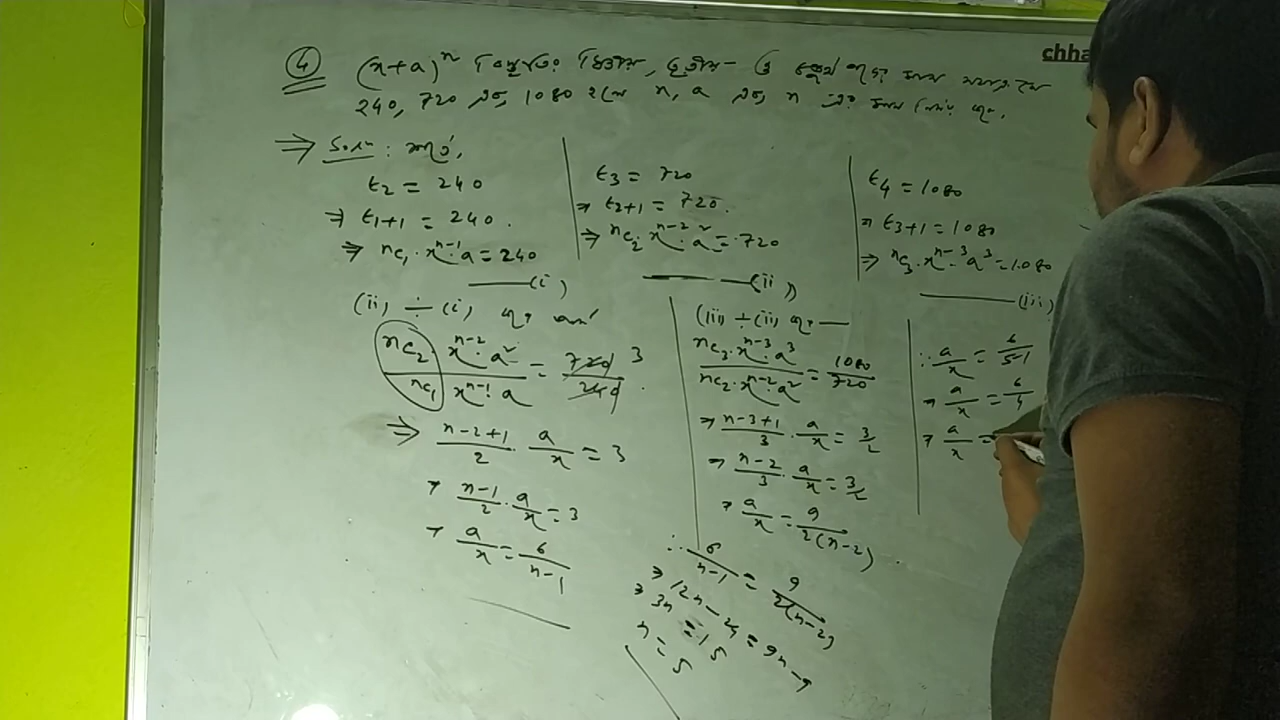 chha
④ (x+a)ⁿ দ্বিতীয়, তৃতীয় ও চতুর্থ
240, 720 এবং 1080 হলে x, a এবং n এর মান নির্ণয় কর.
⇒ Solⁿ :
t₂ = 240
⇒ t₁₊₁ = 240.
⇒ ⁿc₁ . xⁿ⁻¹. a = 240
——(i)
t₃ = 720
⇒ t₂₊₁ = 720.
⇒ ⁿc₂ . xⁿ⁻². a² = 720
——(ii)
t₄ = 1080
⇒ t₃₊₁ = 1080
⇒ ⁿc₃ . xⁿ⁻³. a³ = 1080
——(iii)
(ii) ÷ (i)
ⁿc₂ xⁿ⁻². a² / ⁿc₁ xⁿ⁻¹. a = 720/240 3
⇒ n-2+1/2 . a/x = 3
⇒ n-1/2 . a/x = 3
⇒ a/x = 6/n-1
(iii) ÷ (ii) —
ⁿc₃ . xⁿ⁻³. a³ / ⁿc₂ . xⁿ⁻². a² = 1080/720
⇒ n-3+1/3 . a/x = 3/2
⇒ n-2/3 . a/x = 3/2
⇒ a/x = 9/2(n-2)
∴ 6/n-1 = 9/2(n-2)
⇒ 12n - 24 = 9n - 9
⇒ 3n = 15
n = 5
∴ a/x = 6/5-1
⇒ a/x = 6/4
⇒ a/x =